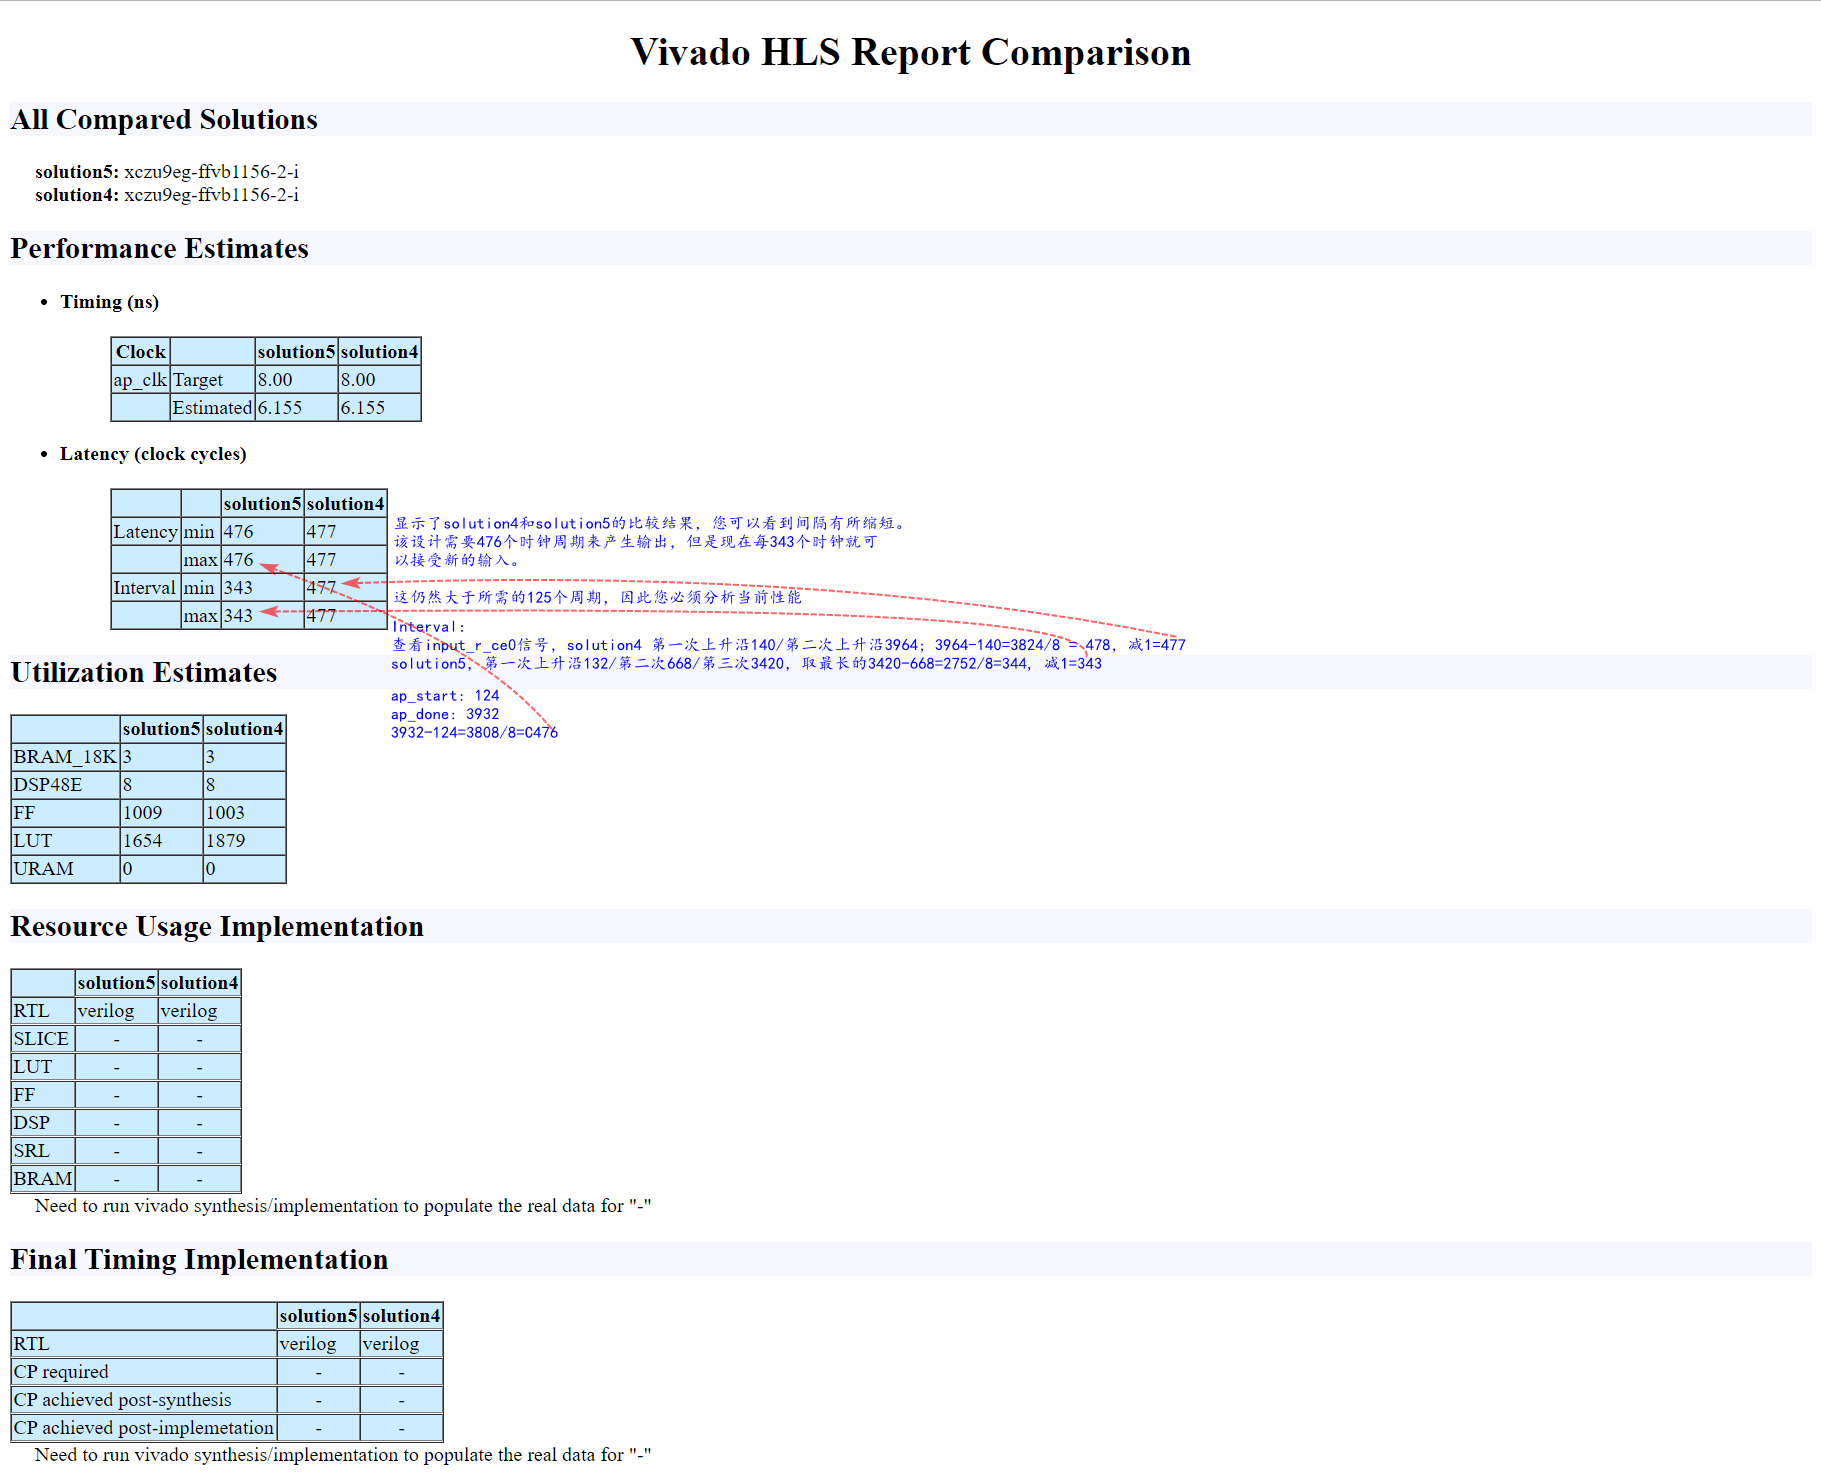 Vivado HLS Report Comparison
All Compared Solutions
solution5: xczu9eg-ffvb1156-2-i
solution4: xczu9eg-ffvb1156-2-i
Performance Estimates
• Timing (ns)
Clock solution5 solution4
ap_clk Target 8.00 8.00
Estimated 6.155 6.155
• Latency (clock cycles)
solution5 solution4
Latency min 476 477
max 476 477
Interval min 343 477
max 343 477
显示了solution4和solution5的比较结果, 您可以看到间隔有所缩短。
该设计需要476个时钟周期来产生输出, 但是现在每343个时钟就可
以接受新的输入。
这仍然大于所需的125个周期, 因此您必须分析当前性能
Interval:
查看input_r_ce0信号, solution4 第一次上升沿140/第二次上升沿3964; 3964-140=3824/8 = 478, 减1=477
solution5, 第一次上升沿132/第二次668/第三次3420, 取最长的3420-668=2752/8=344, 减1=343
ap_start: 124
ap_done: 3932
3932-124=3808/8=C476
Utilization Estimates
solution5 solution4
BRAM_18K 3 3
DSP48E 8 8
FF 1009 1003
LUT 1654 1879
URAM 0 0
Resource Usage Implementation
solution5 solution4
RTL verilog verilog
SLICE - -
LUT - -
FF - -
DSP - -
SRL - -
BRAM - -
Need to run vivado synthesis/implementation to populate the real data for "-"
Final Timing Implementation
solution5 solution4
RTL verilog verilog
CP required - -
CP achieved post-synthesis - -
CP achieved post-implemetation - -
Need to run vivado synthesis/implementation to populate the real data for "-"